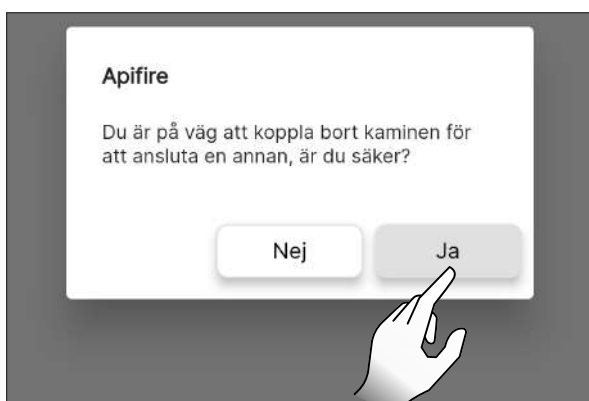 Apifire
Du är på väg att koppla bort kaminen för
att ansluta en annan, är du säker?
Nej
Ja